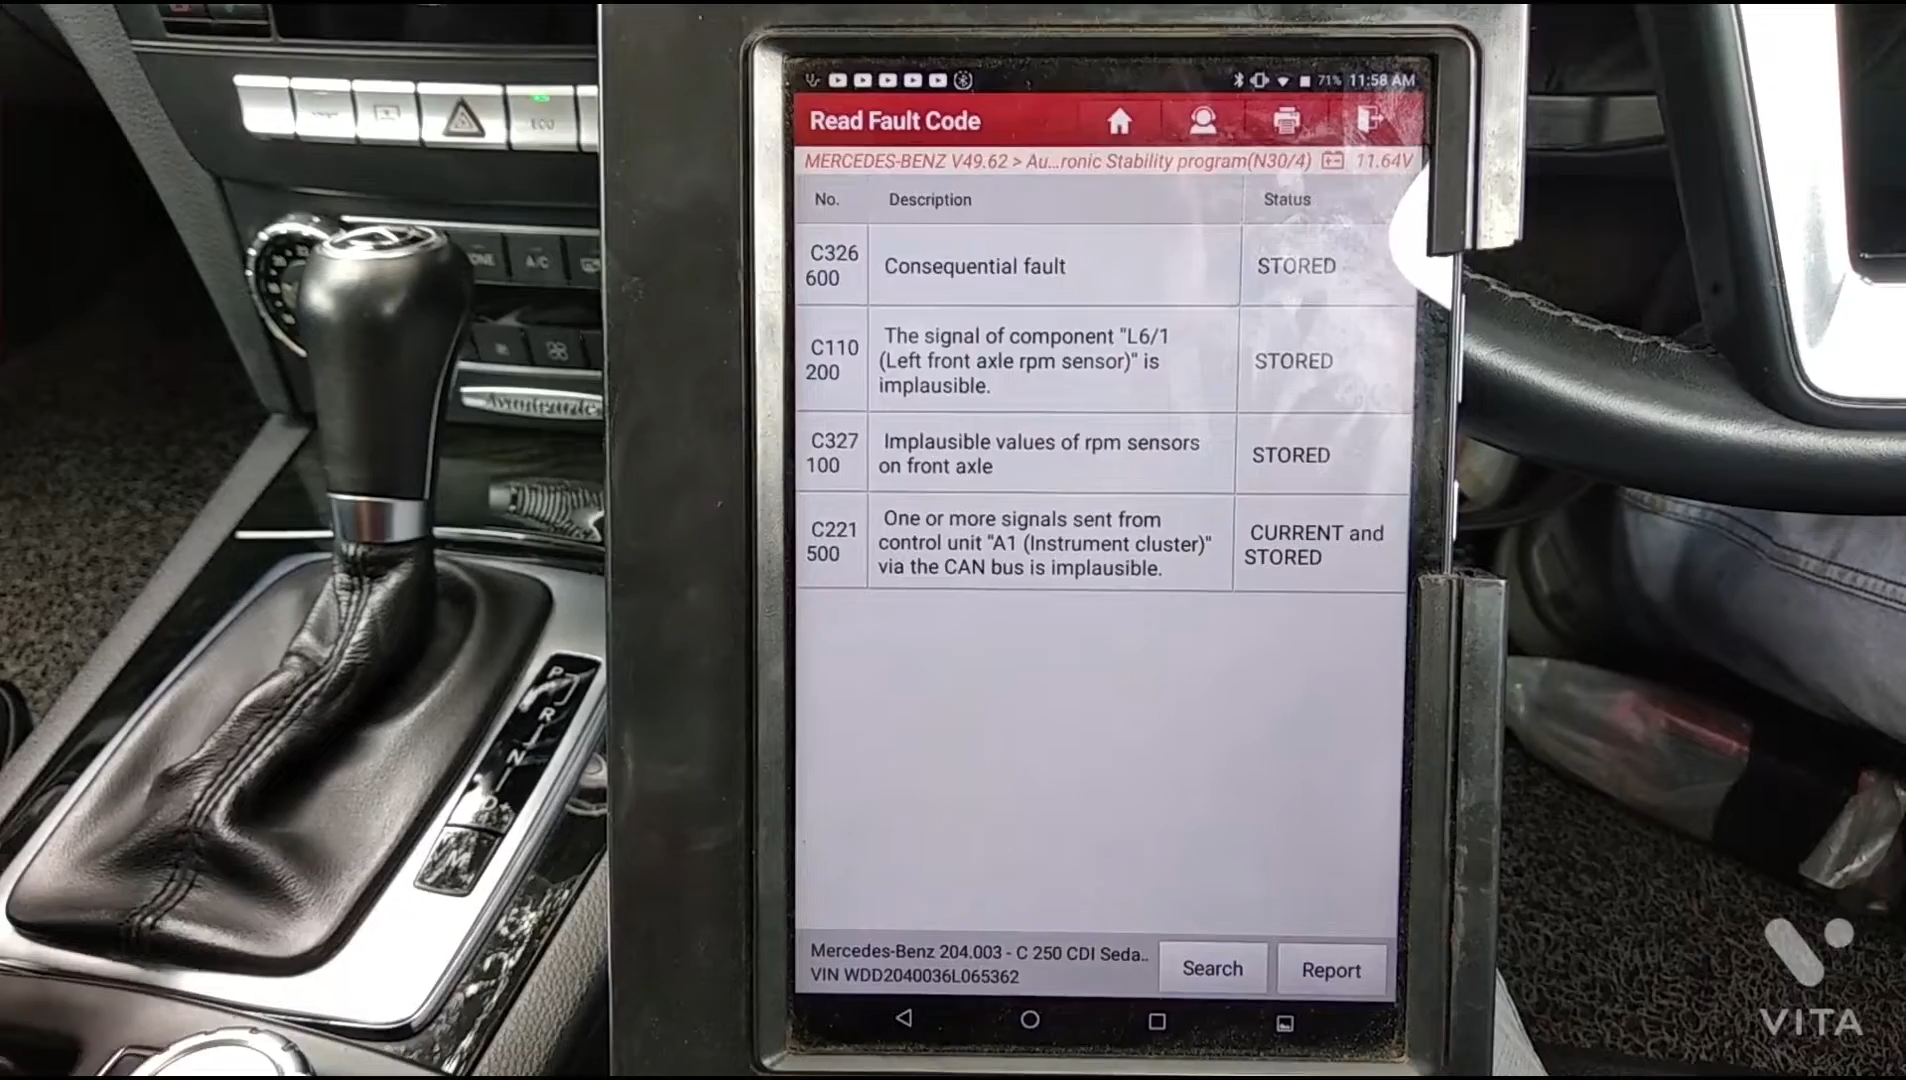 71% 11:58 AM
Read Fault Code
MERCEDES-BENZ V49.62 > Au...ronic Stability program(N30/4) 11.64V
No. Description Status
C326
600
Consequential fault
STORED
C110
200
The signal of component "L6/1
(Left front axle rpm sensor)" is
implausible.
STORED
C327
100
Implausible values of rpm sensors
on front axle
STORED
C221
500
One or more signals sent from
control unit "A1 (Instrument cluster)"
via the CAN bus is implausible.
CURRENT and
STORED
Mercedes-Benz 204.003 - C 250 CDI Seda..
VIN WDD2040036L065362
Search
Report
ECO
A/C
Avantgarde
P
R
N
D
M
VITA